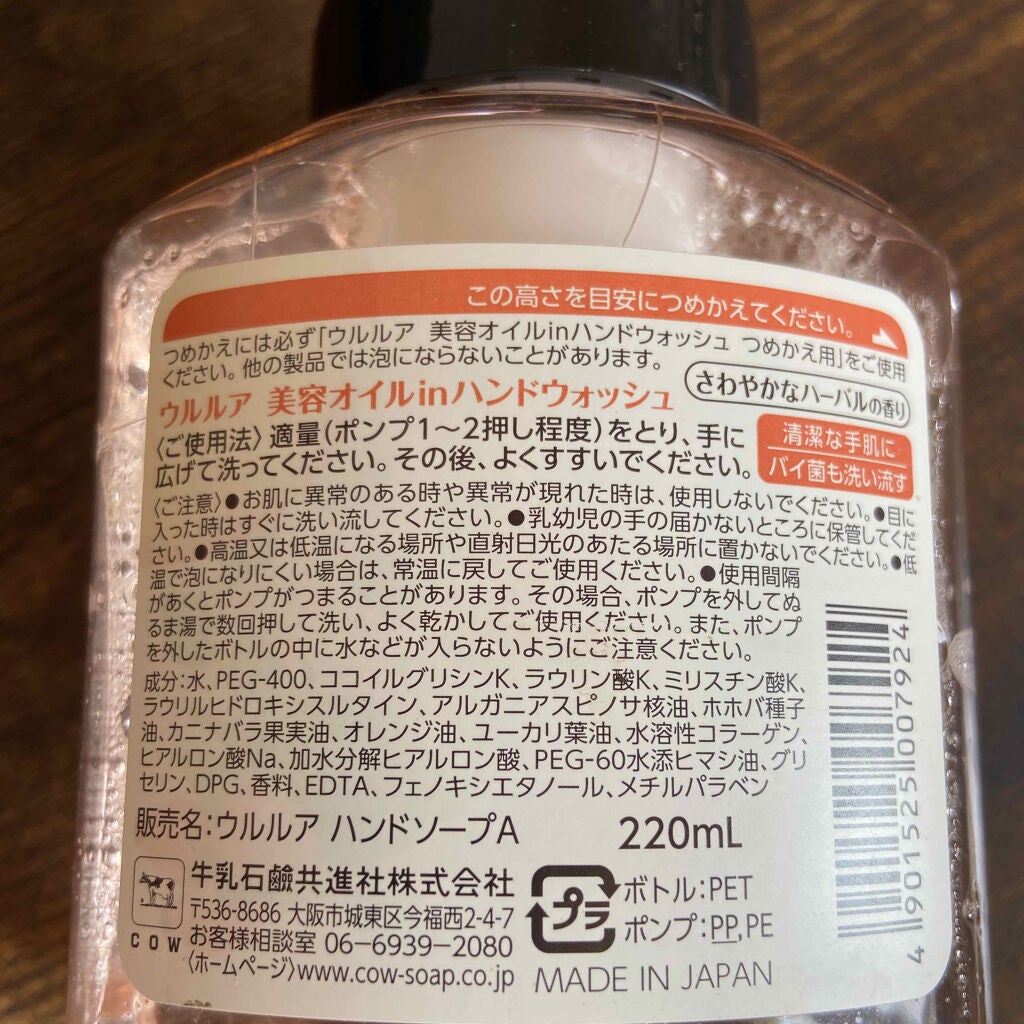 この高さを目安につめかえてください。
つめかえには必ず「ウルルア 美容オイルinハンドウォッシュ つめかえ用」をご使用
ください。他の製品では泡にならないことがあります。
ウルルア 美容オイルinハンドウォッシュ
さわやかなハーバルの香り
〈ご使用法〉適量(ポンプ1〜2押し程度)をとり、手に
広げて洗ってください。その後、よくすすいでください。
清潔な手肌に
バイ菌も洗い流す
〈ご注意〉●お肌に異常のある時や異常が現れた時は、使用しないでください。●目に
入った時はすぐに洗い流してください。●乳幼児の手の届かないところに保管してくだ
さい。●高温又は低温になる場所や直射日光のあたる場所に置かないでください。●低
温で泡になりにくい場合は、常温に戻してご使用ください。●使用間隔
があくとポンプがつまることがあります。その場合、ポンプを外してぬ
るま湯で数回押して洗い、よく乾かしてご使用ください。また、ポンプ
を外したボトルの中に水などが入らないようにご注意ください。
成分:水、PEG-400、ココイルグリシンK、ラウリン酸K、ミリスチン酸K、
ラウリルヒドロキシスルタイン、アルガニアスピノサ核油、ホホバ種子
油、カニナバラ果実油、オレンジ油、ユーカリ葉油、水溶性コラーゲン、
ヒアルロン酸Na、加水分解ヒアルロン酸、PEG-60水添ヒマシ油、グリ
セリン、DPG、香料、EDTA、フェノキシエタノール、メチルパラベン
販売名:ウルルア ハンドソープA
220mL
牛乳石鹼共進社株式会社
〒536-8686 大阪市城東区今福西2-4-7
お客様相談室 06-6939-2080
〈ホームページ〉www.cow-soap.co.jp
COW
プラ
ボトル:PET
ポンプ:PP,PE
MADE IN JAPAN
4 901525 007924